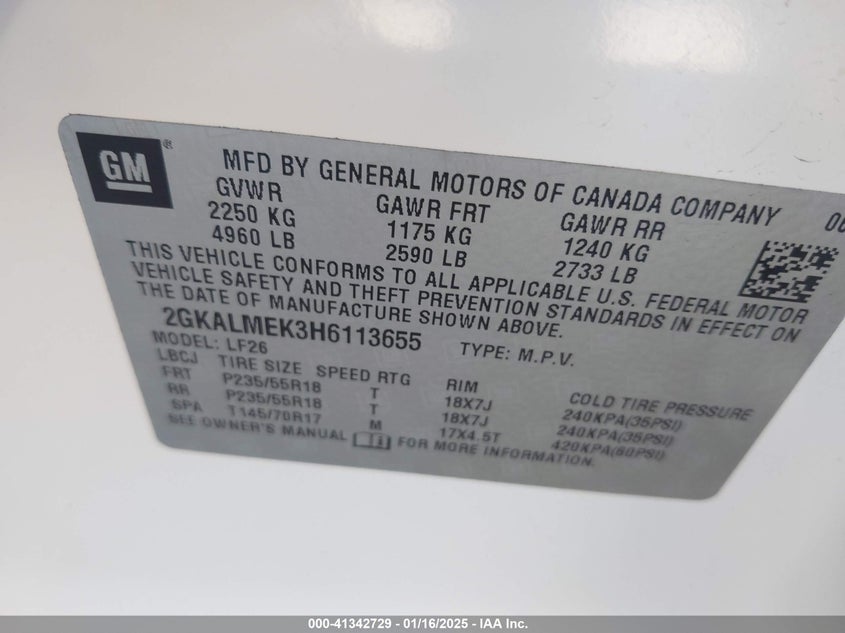 GM®
MFD BY GENERAL MOTORS OF CANADA COMPANY
GVWR GAWR FRT GAWR RR
2250 KG 1175 KG 1240 KG
4960 LB 2590 LB 2733 LB
THIS VEHICLE CONFORMS TO ALL APPLICABLE U.S. FEDERAL MOTOR
VEHICLE SAFETY AND THEFT PREVENTION STANDARDS IN EFFECT ON
THE DATE OF MANUFACTURE SHOWN ABOVE.
2GKALMEK3H6113655 TYPE: M.P.V.
MODEL: LF26
LBCJ TIRE SIZE SPEED RTG RIM COLD TIRE PRESSURE
FRT P235/55R18 T 18X7J 240KPA(35PSI)
RR P235/55R18 T 18X7J 240KPA(35PSI)
SPA T145/70R17 M 17X4.5T 420KPA(60PSI)
SEE OWNER'S MANUAL FOR MORE INFORMATION.
000-41342729 - 01/16/2025 - IAA Inc.